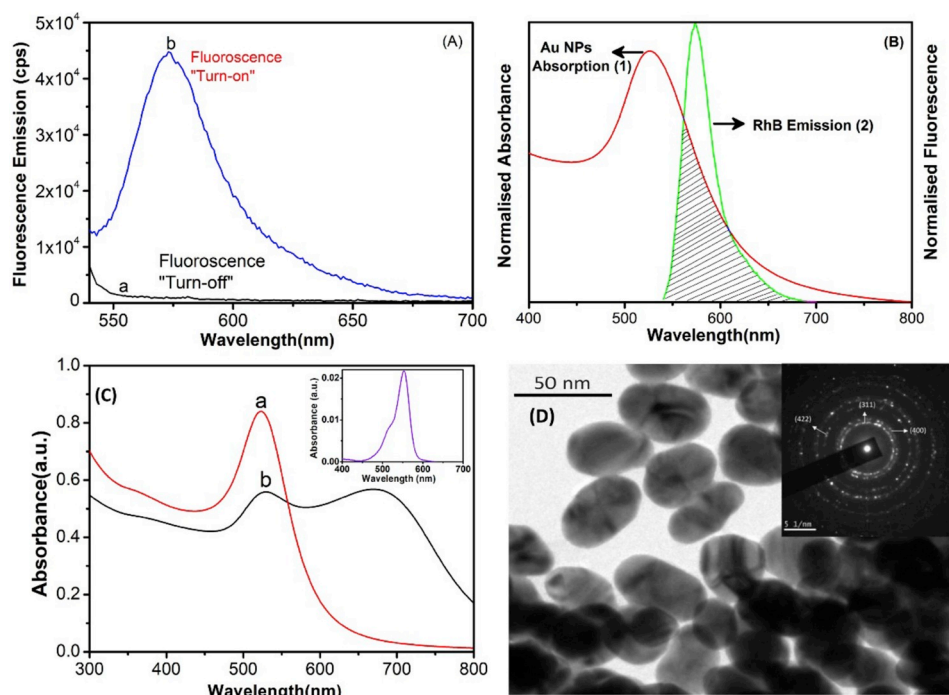 (A)
b
Fluoroscence
"Turn-on"
Fluoroscence
"Turn-off"
a
Fluorescence Emission (cps)
5x10⁴
4x10⁴
3x10⁴
2x10⁴
1x10⁴
0
550 600 650 700
Wavelength(nm)
(B)
Au NPs
Absorption (1)
RhB Emission (2)
Normalised Absorbance
Normalised Fluorescence
400 500 600 700 800
Wavelength(nm)
(C)
a
b
Absorbance(a.u.)
1.0
0.8
0.6
0.4
0.2
0.0
300 400 500 600 700 800
Wavelength(nm)
Absorbance (a.u.)
0.02
0.01
0.00
400 500 600 700
Wavelength (nm)
50 nm
(D)
(311)
(422)
(400)
5 1/nm